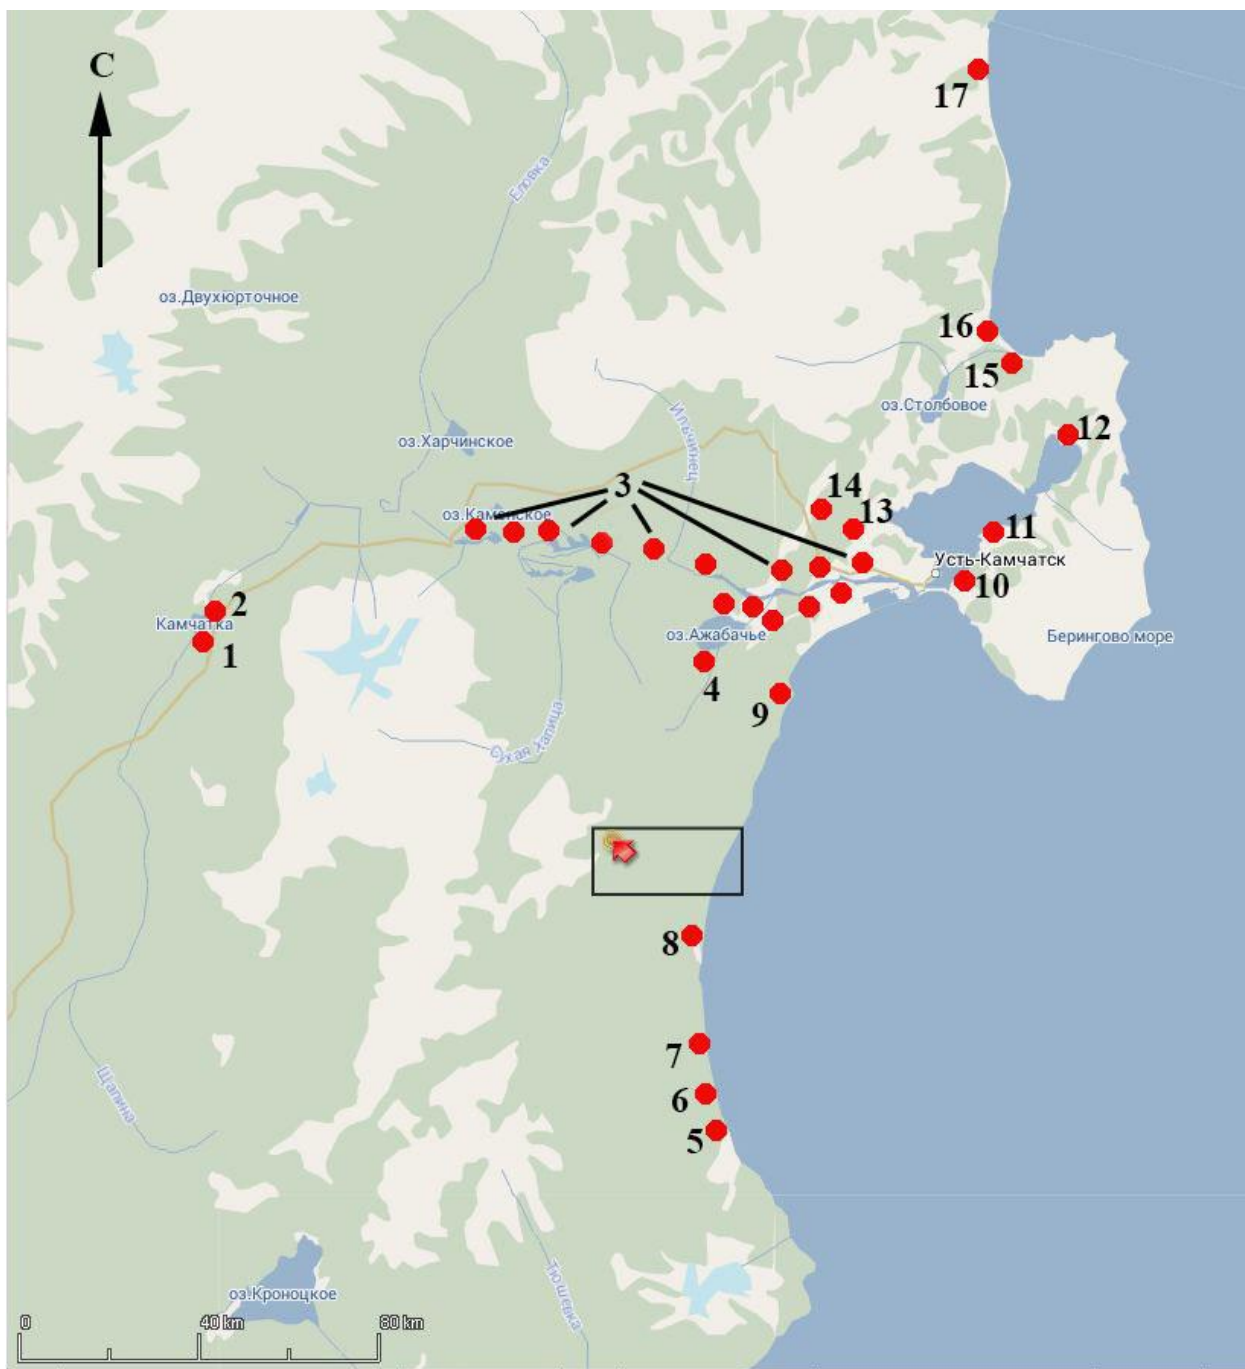 С
17
Еловка
оз.Двухюрточное
16
15
оз.Столбовое
Ильчинец
оз.Харчинское
12
3
14
оз.Каменское
13
11
Усть-Камчатск
10
2
Камчатка
оз.Ажабачье
Берингово море
1
4
9
Сухая Хапица
8
7
Щапина
6
5
оз.Кроноцкое
Тюшевка
0
40 km
80 km